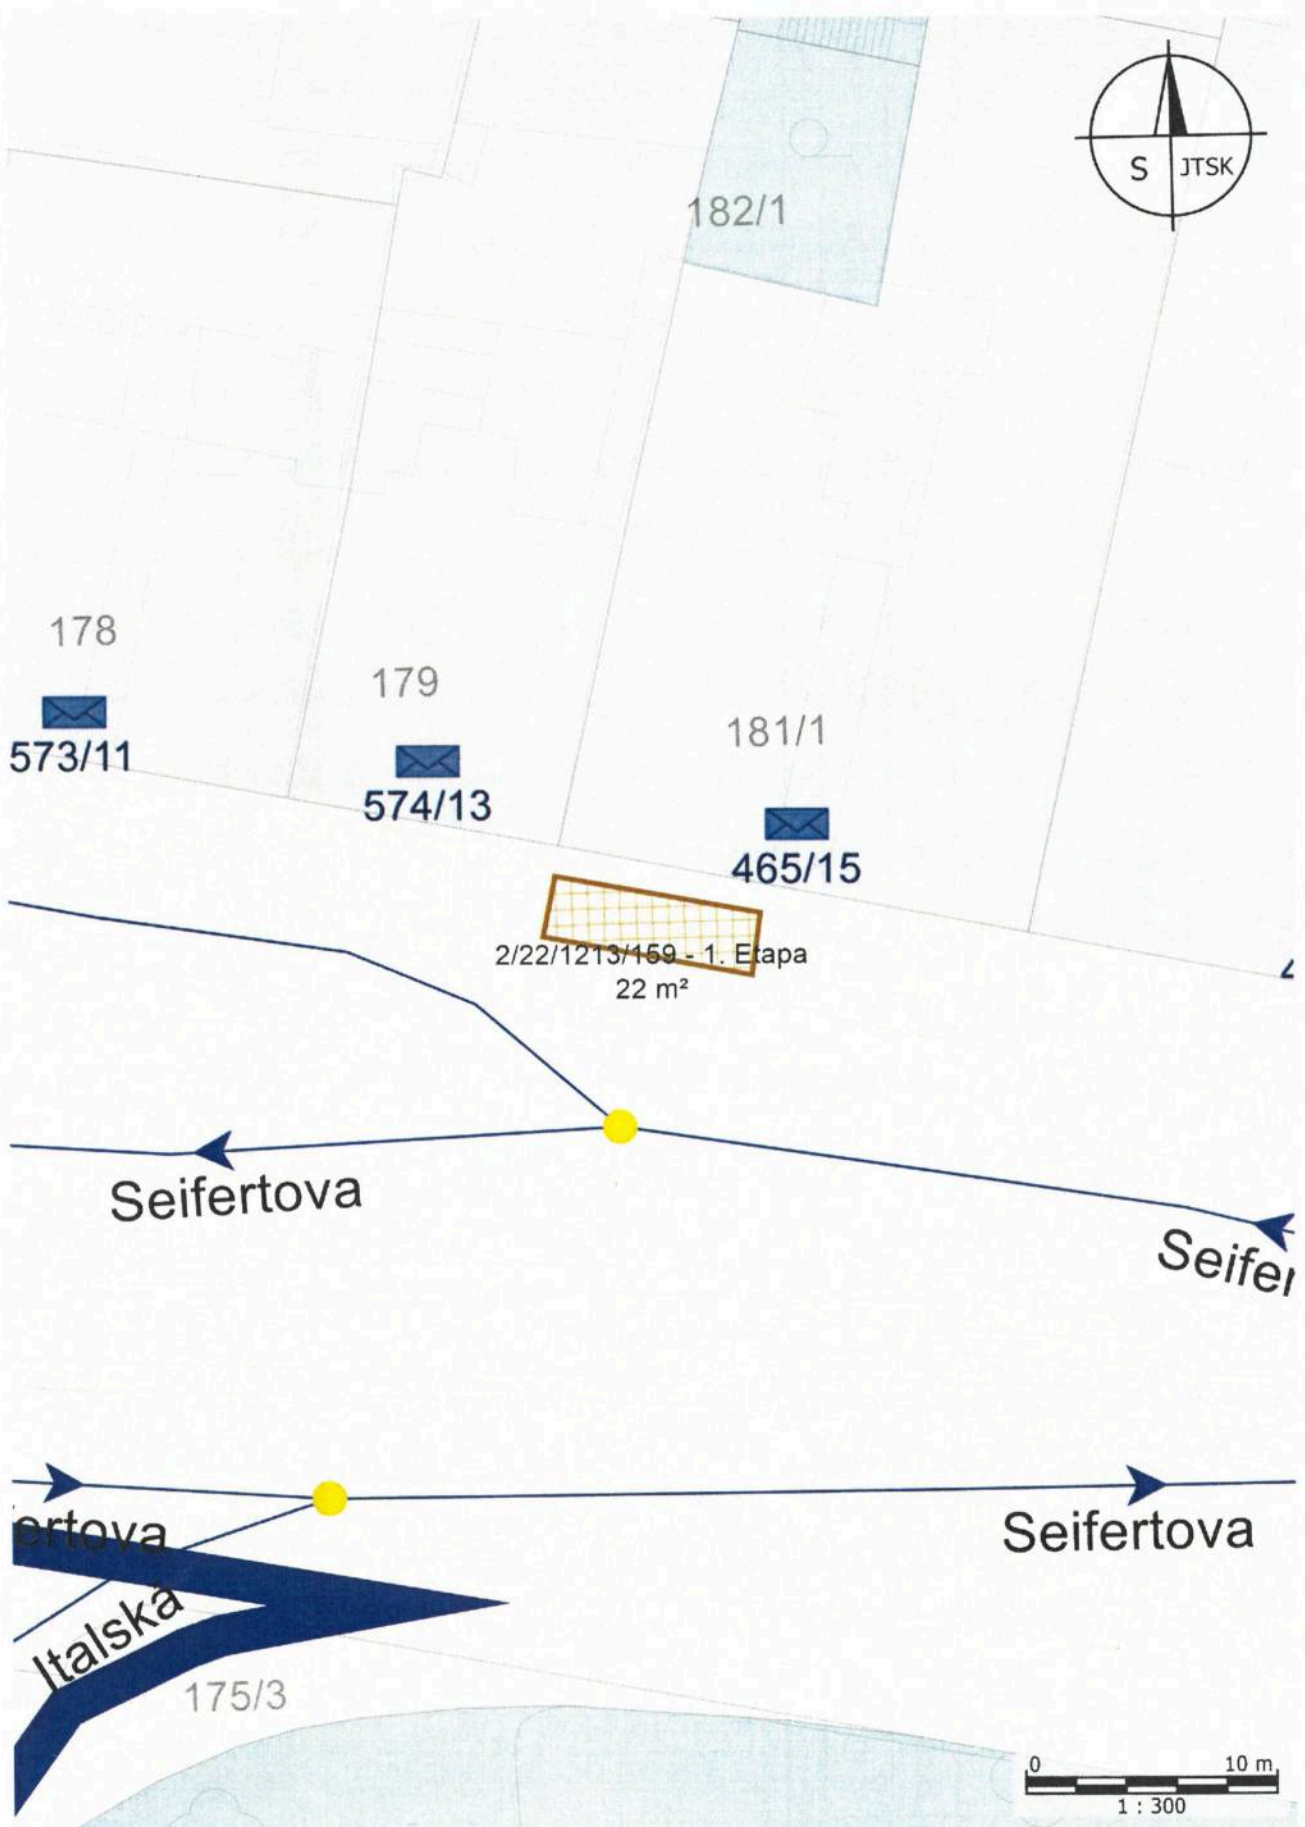 S JTSK
182/1
178
179
181/1
573/11
574/13
465/15
2/22/1213/159 - 1. Etapa
22 m²
Seifertova
Seifer
ertova
Seifertova
Italská
175/3
0 10 m
1 : 300